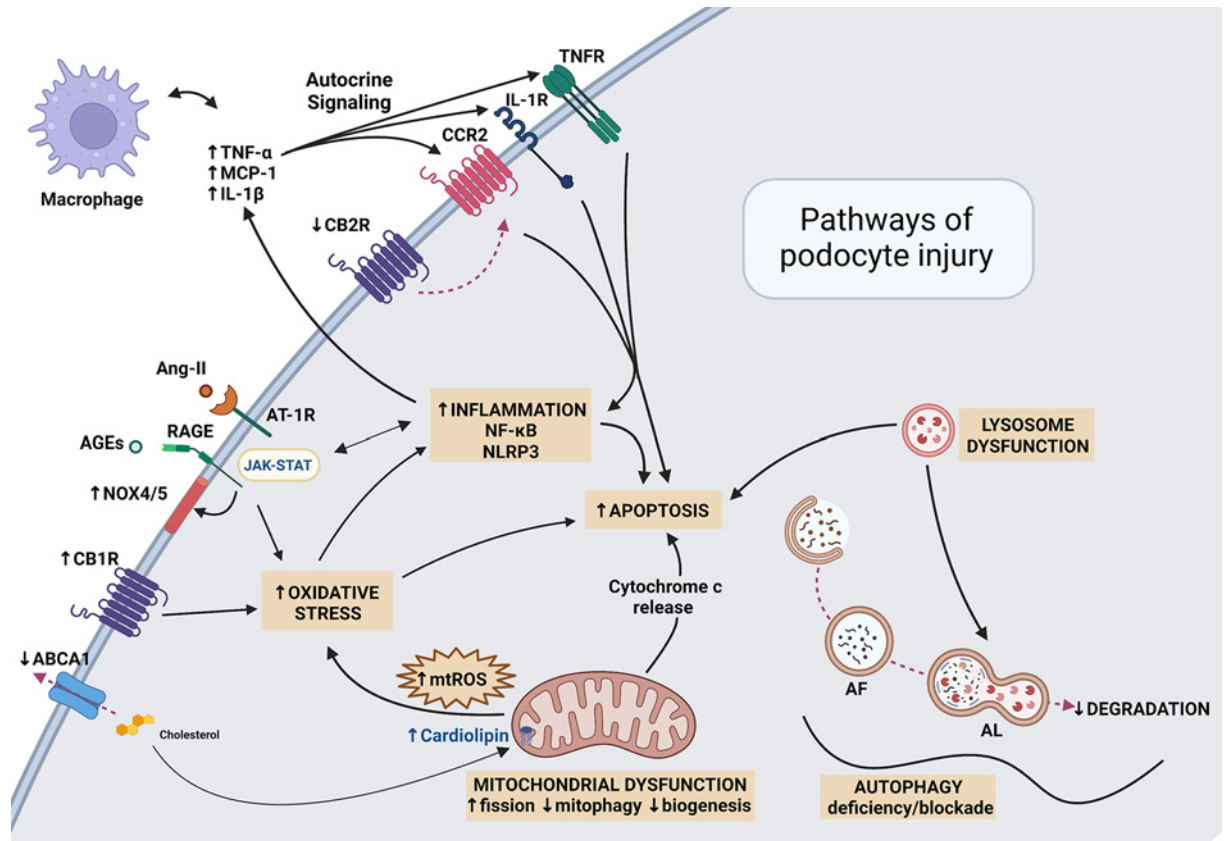 TNFR
Autocrine
Signaling
IL-1R
CCR2
Macrophage
↑TNF-α
↑MCP-1
↑IL-1β
↓CB2R
Pathways of
podocyte injury
Ang-II
AT-1R
AGEs
RAGE
JAK-STAT
↑NOX4/5
↑INFLAMMATION
NF-κB
NLRP3
LYSOSOME
DYSFUNCTION
↑APOPTOSIS
↑CB1R
↑OXIDATIVE
STRESS
Cytochrome c
release
↓ABCA1
Cholesterol
↑mtROS
↑Cardiolipin
AF
AL
↓DEGRADATION
MITOCHONDRIAL DYSFUNCTION
↑fission ↓mitophagy ↓biogenesis
AUTOPHAGY
deficiency/blockade